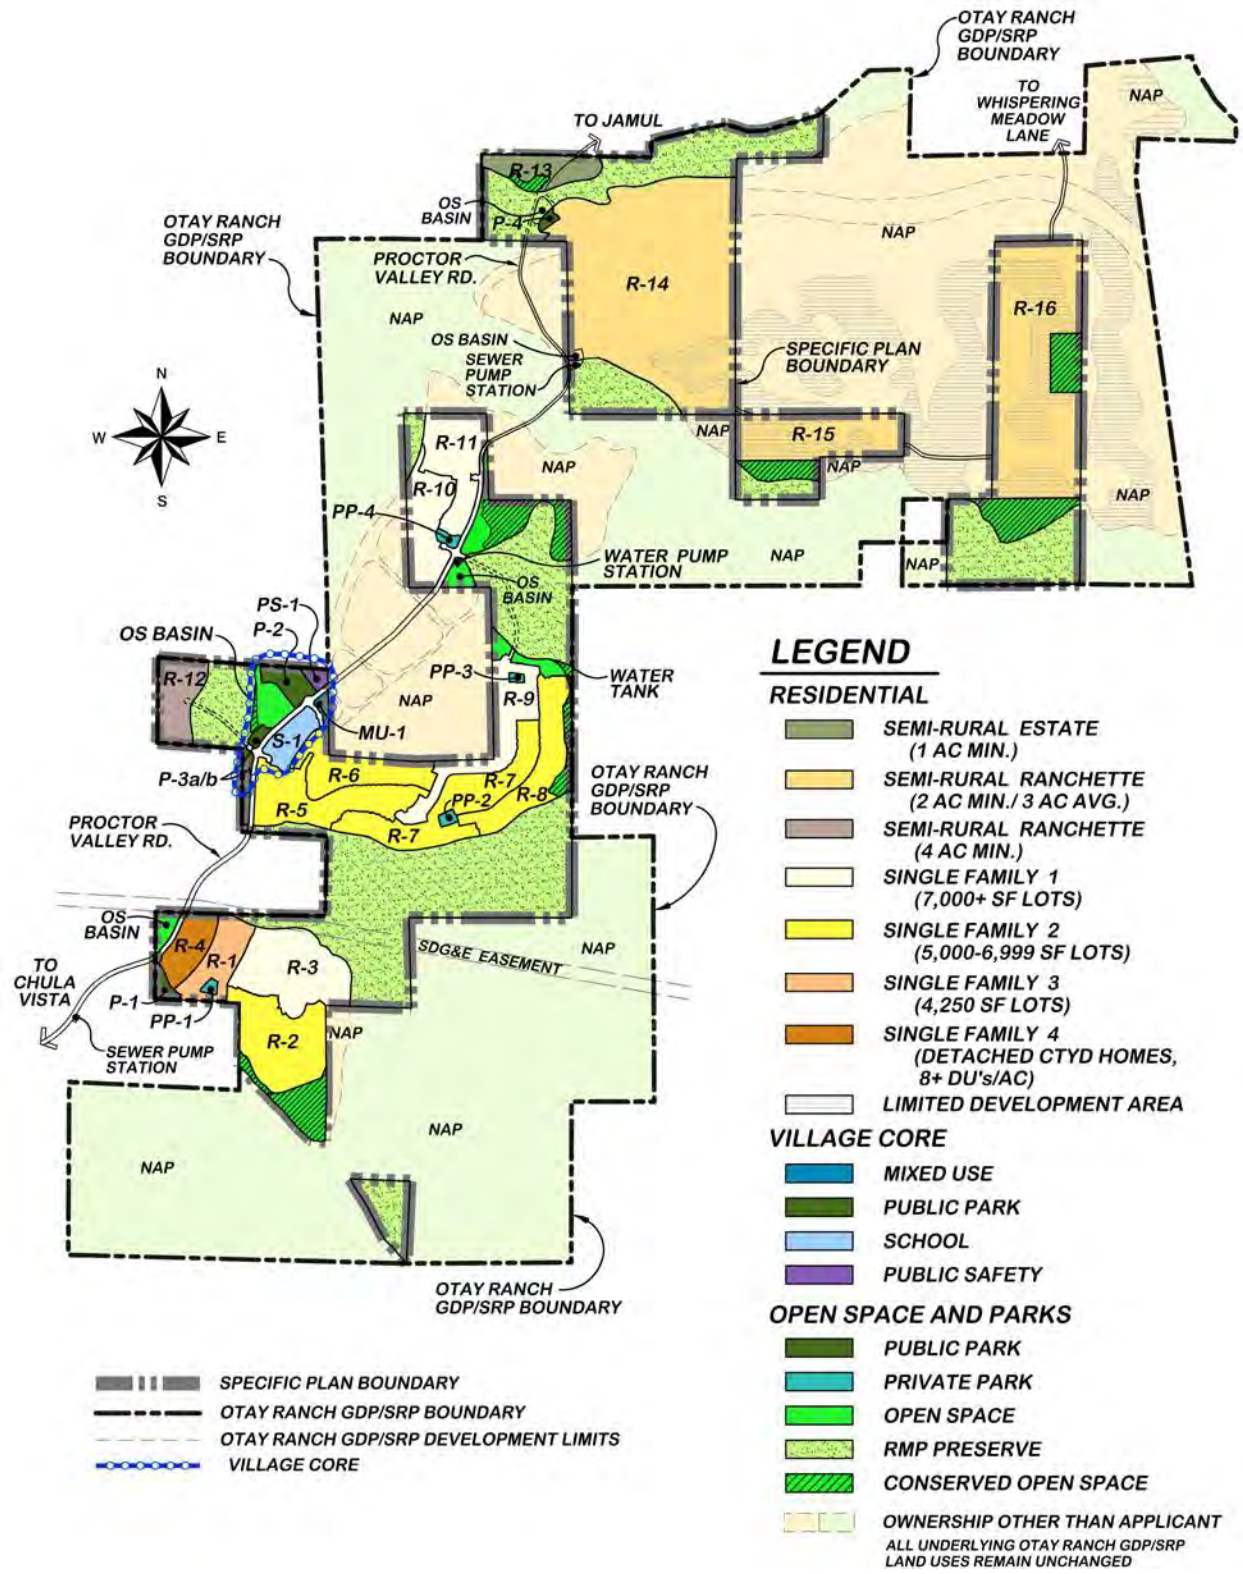 OTAY RANCH
GDP/SRP
BOUNDARY
TO
WHISPERING
MEADOW
LANE
NAP
TO JAMUL
R-13
OS
BASIN
P-4
OTAY RANCH
GDP/SRP
BOUNDARY
PROCTOR
VALLEY RD.
NAP
R-14
NAP
R-16
OS BASIN
SEWER
PUMP
STATION
SPECIFIC PLAN
BOUNDARY
N
W
E
S
R-11
NAP
R-15
NAP
NAP
R-10
NAP
PP-4
WATER PUMP
STATION
NAP
NAP
OS
BASIN
PS-1
P-2
OS BASIN
R-12
PP-3
R-9
WATER
TANK
NAP
MU-1
S-1
P-3a/b
R-6
R-7
R-8
PP-2
R-5
R-7
OTAY RANCH
GDP/SRP
BOUNDARY
PROCTOR
VALLEY RD.
OS
BASIN
R-4
R-1
R-3
SDG&E EASEMENT
NAP
TO
CHULA
VISTA
P-1
PP-1
SEWER PUMP
STATION
R-2
NAP
NAP
NAP
OTAY RANCH
GDP/SRP BOUNDARY
SPECIFIC PLAN BOUNDARY
OTAY RANCH GDP/SRP BOUNDARY
OTAY RANCH GDP/SRP DEVELOPMENT LIMITS
VILLAGE CORE
LEGEND
RESIDENTIAL
SEMI-RURAL ESTATE
(1 AC MIN.)
SEMI-RURAL RANCHETTE
(2 AC MIN./ 3 AC AVG.)
SEMI-RURAL RANCHETTE
(4 AC MIN.)
SINGLE FAMILY 1
(7,000+ SF LOTS)
SINGLE FAMILY 2
(5,000-6,999 SF LOTS)
SINGLE FAMILY 3
(4,250 SF LOTS)
SINGLE FAMILY 4
(DETACHED CTYD HOMES,
8+ DU's/AC)
LIMITED DEVELOPMENT AREA
VILLAGE CORE
MIXED USE
PUBLIC PARK
SCHOOL
PUBLIC SAFETY
OPEN SPACE AND PARKS
PUBLIC PARK
PRIVATE PARK
OPEN SPACE
RMP PRESERVE
CONSERVED OPEN SPACE
OWNERSHIP OTHER THAN APPLICANT
ALL UNDERLYING OTAY RANCH GDP/SRP
LAND USES REMAIN UNCHANGED